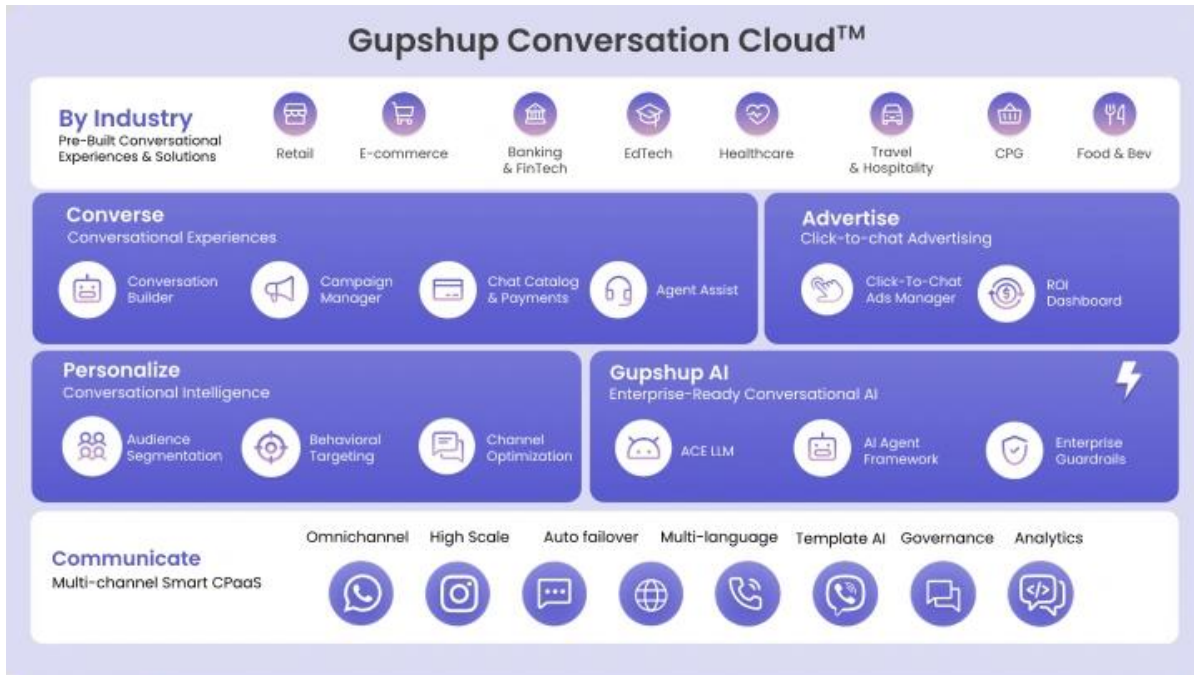 Gupshup Conversation Cloud™
By Industry
Pre-Built Conversational
Experiences & Solutions
Retail
E-commerce
Banking
& FinTech
EdTech
Healthcare
Travel
& Hospitality
CPG
Food & Bev
Converse
Conversational Experiences
Conversation
Builder
Campaign
Manager
Chat Catalog
& Payments
Agent Assist
Advertise
Click-to-chat Advertising
Click-To-Chat
Ads Manager
ROI
Dashboard
Personalize
Conversational Intelligence
Audience
Segmentation
Behavioral
Targeting
Channel
Optimization
Gupshup AI
Enterprise-Ready Conversational AI
ACE LLM
AI Agent
Framework
Enterprise
Guardrails
Communicate
Multi-channel Smart CPaaS
Omnichannel
High Scale
Auto failover
Multi-language
Template AI
Governance
Analytics